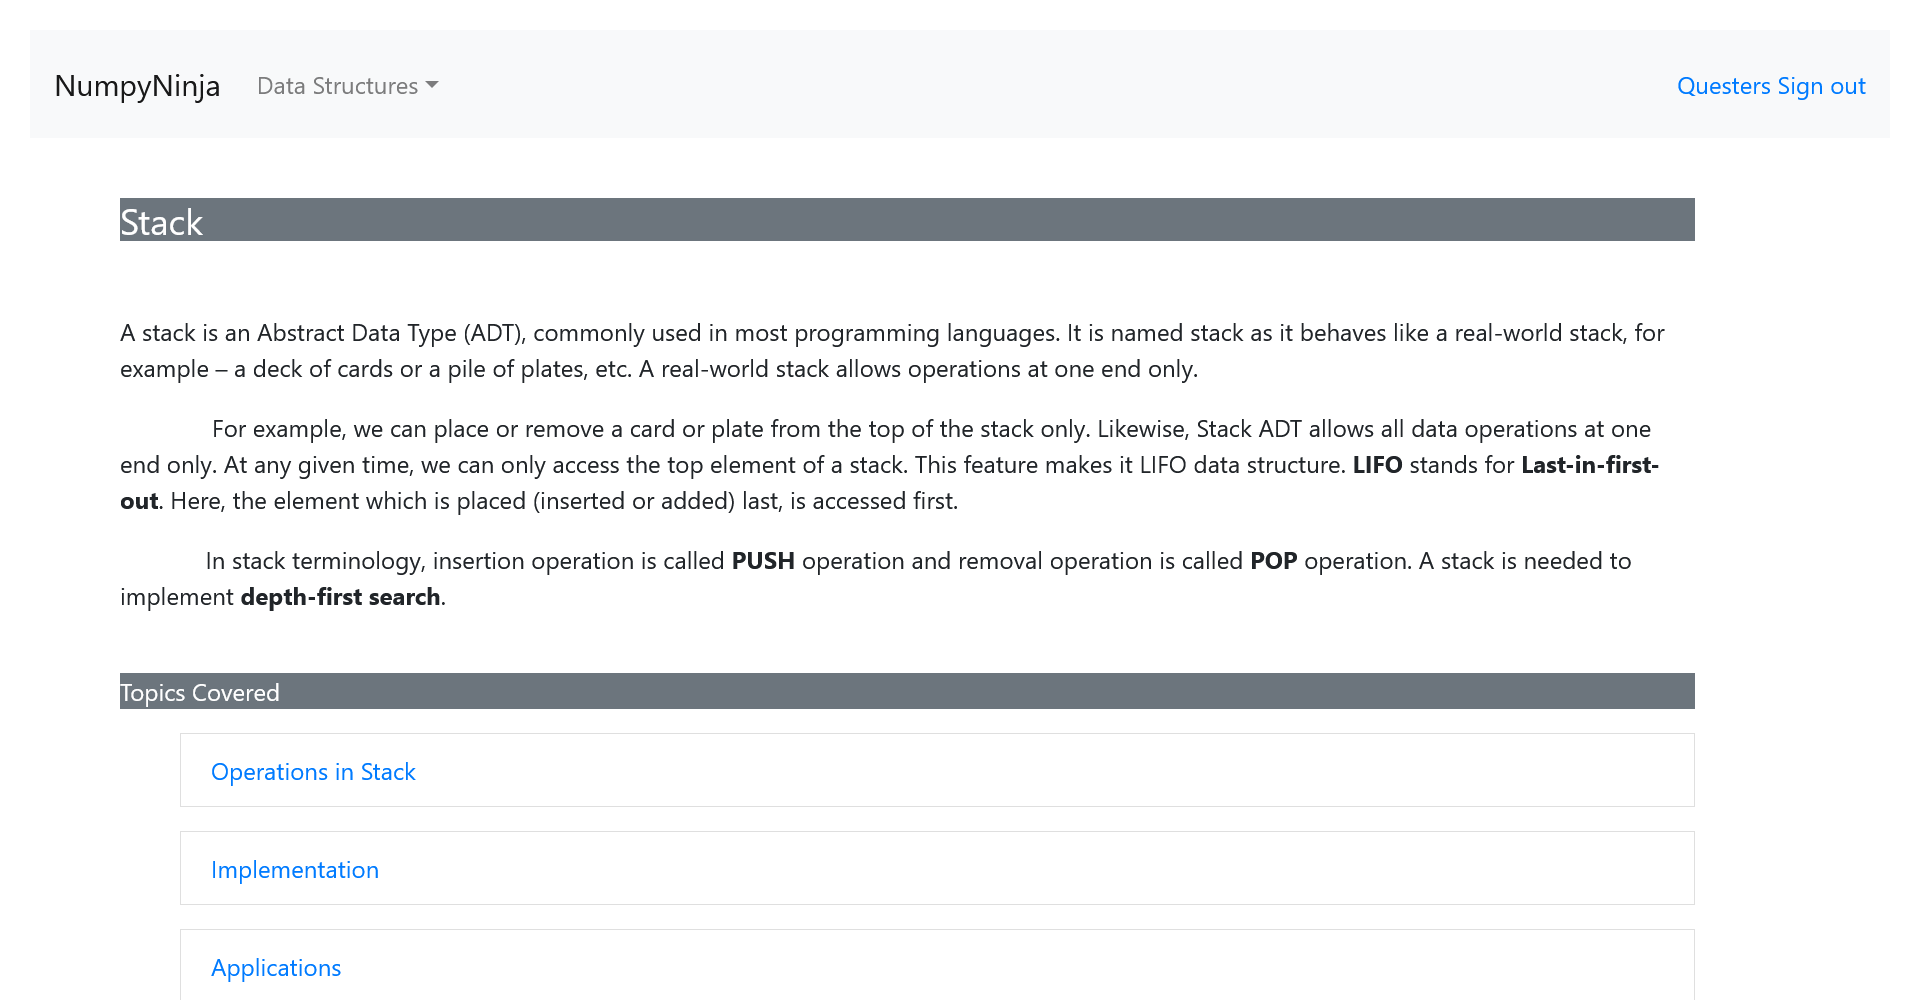 NumpyNinja Data Structures Questers Sign out
Stack
A stack is an Abstract Data Type (ADT), commonly used in most programming languages. It is named stack as it behaves like a real-world stack, for
example – a deck of cards or a pile of plates, etc. A real-world stack allows operations at one end only.
For example, we can place or remove a card or plate from the top of the stack only. Likewise, Stack ADT allows all data operations at one
end only. At any given time, we can only access the top element of a stack. This feature makes it LIFO data structure. LIFO stands for Last-in-first-
out. Here, the element which is placed (inserted or added) last, is accessed first.
In stack terminology, insertion operation is called PUSH operation and removal operation is called POP operation. A stack is needed to
implement depth-first search.
Topics Covered
Operations in Stack
Implementation
Applications